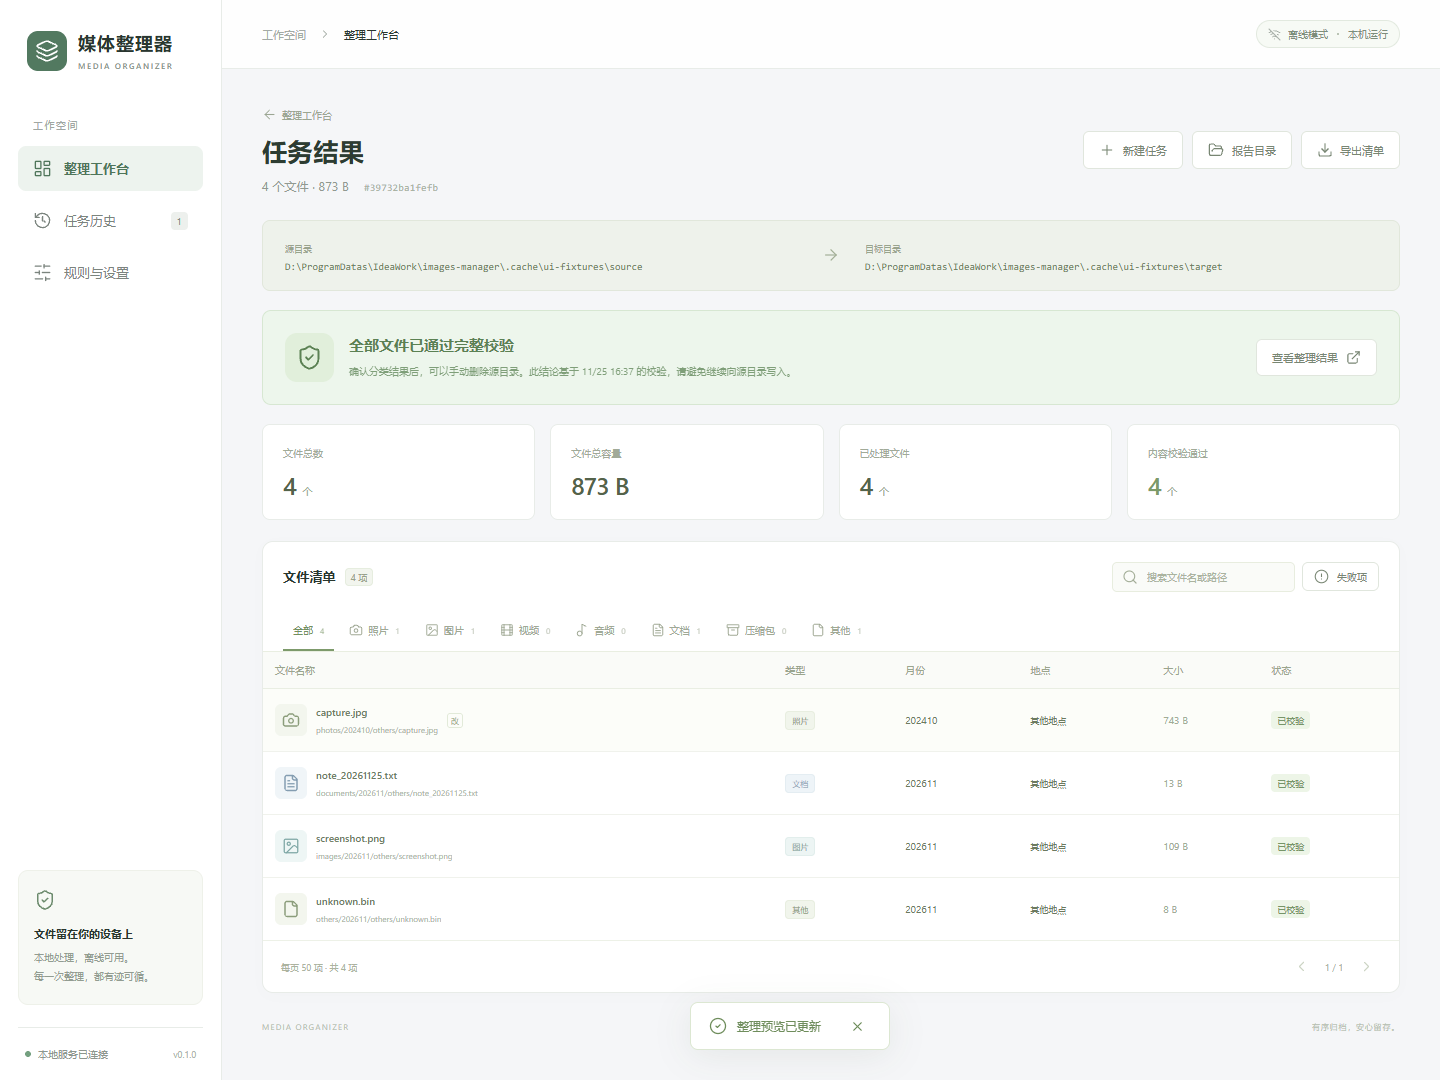 媒体整理器
MEDIA ORGANIZER
工作空间
整理工作台
任务历史 1
规则与设置
文件留在你的设备上
本地处理，离线可用。
每一次整理，都有迹可循。
本地服务已连接 v0.1.0
工作空间 整理工作台
离线模式 · 本机运行
整理工作台
任务结果
4 个文件 · 873 B #39732ba1fefb
新建任务 报告目录 导出清单
源目录
D:\ProgramDatas\IdeaWork\images-manager\.cache\ui-fixtures\source
目标目录
D:\ProgramDatas\IdeaWork\images-manager\.cache\ui-fixtures\target
全部文件已通过完整校验
确认分类结果后，可以手动删除源目录。此结论基于 11/25 16:37 的校验，请避免继续向源目录写入。
查看整理结果
文件总数
4 个
文件总容量
873 B
已处理文件
4 个
内容校验通过
4 个
文件清单 4 项
搜索文件名或路径 失败项
全部 4 照片 1 图片 1 视频 0 音频 0 文档 1 压缩包 0 其他 1
文件名称 类型 月份 地点 大小 状态
capture.jpg
photos/202410/others/capture.jpg
改 照片 202410 其他地点 743 B 已校验
note_20261125.txt
documents/202611/others/note_20261125.txt
文档 202611 其他地点 13 B 已校验
screenshot.png
images/202611/others/screenshot.png
图片 202611 其他地点 109 B 已校验
unknown.bin
others/202611/others/unknown.bin
其他 202611 其他地点 8 B 已校验
每页 50 项 · 共 4 项 1 / 1
MEDIA ORGANIZER
整理预览已更新
有序归档，安心留存。